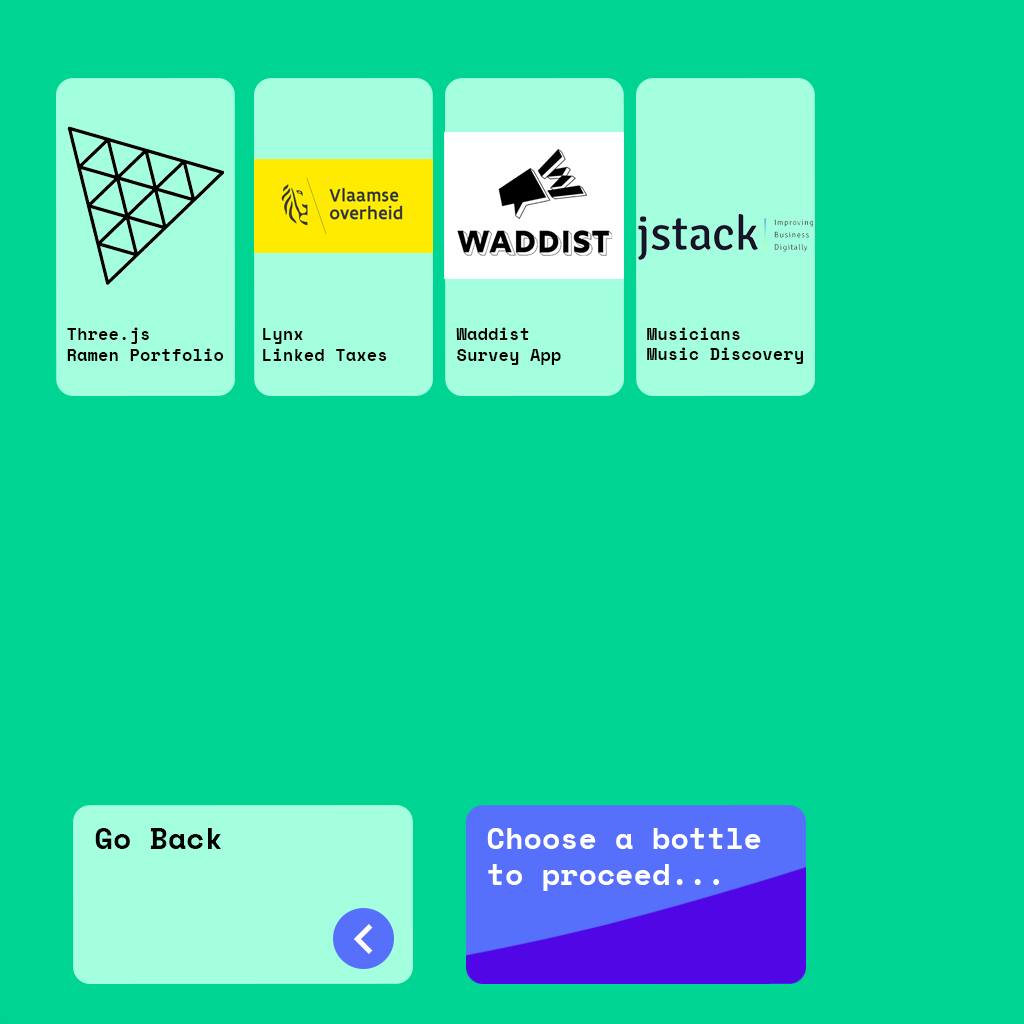 Vlaamse
overheid
WADDIST
jstack
Improving
Business
Digitally
Three.js
Ramen Portfolio
Lynx
Linked Taxes
Waddist
Survey App
Musicians
Music Discovery
Go Back
Choose a bottle
to proceed...